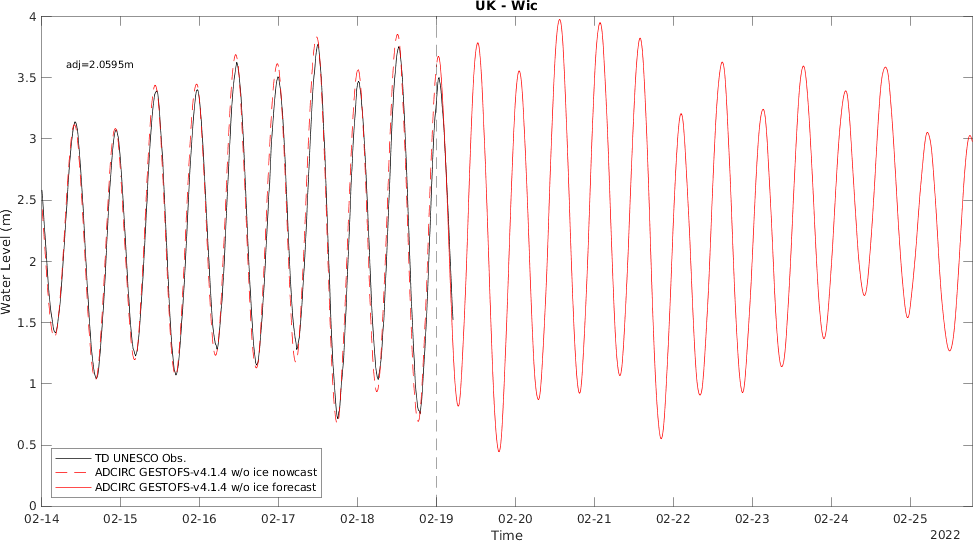 UK - Wic
4
3.5
3
2.5
2
1.5
1
0.5
0
Water Level (m)
adj=2.0595m
TD UNESCO Obs.
ADCIRC GESTOFS-v4.1.4 w/o ice nowcast
ADCIRC GESTOFS-v4.1.4 w/o ice forecast
02-14 02-15 02-16 02-17 02-18 02-19 02-20 02-21 02-22 02-23 02-24 02-25
Time
2022